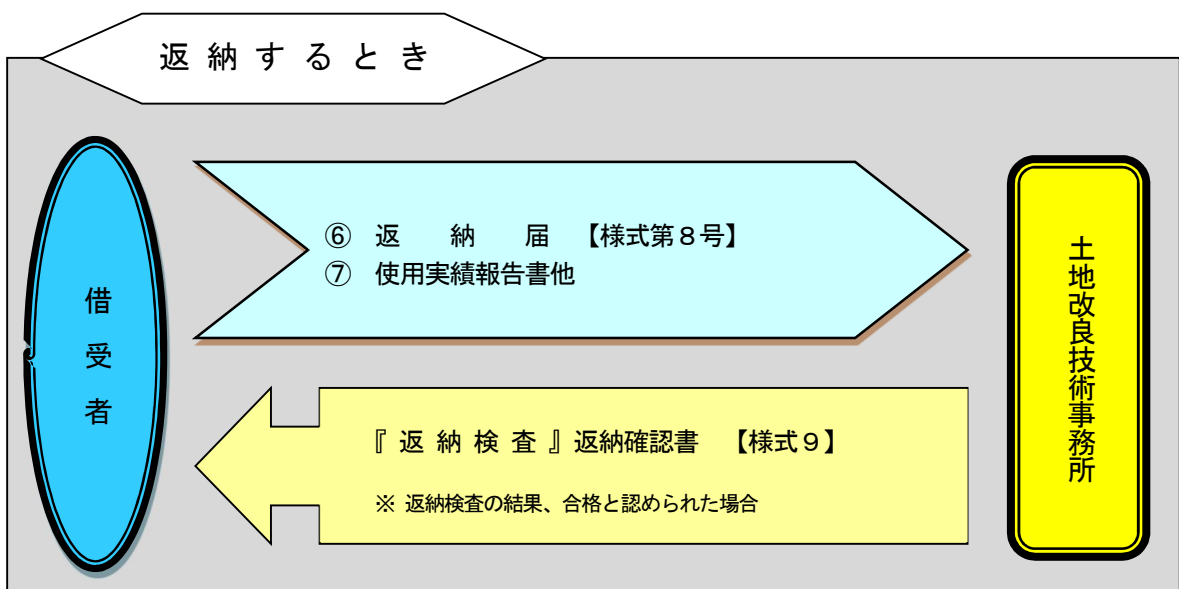 返納するとき
借受者
⑥ 返納届 【様式第８号】
⑦ 使用実績報告書他
『返納検査』返納確認書 【様式９】
※ 返納検査の結果、合格と認められた場合
土地改良技術事務所